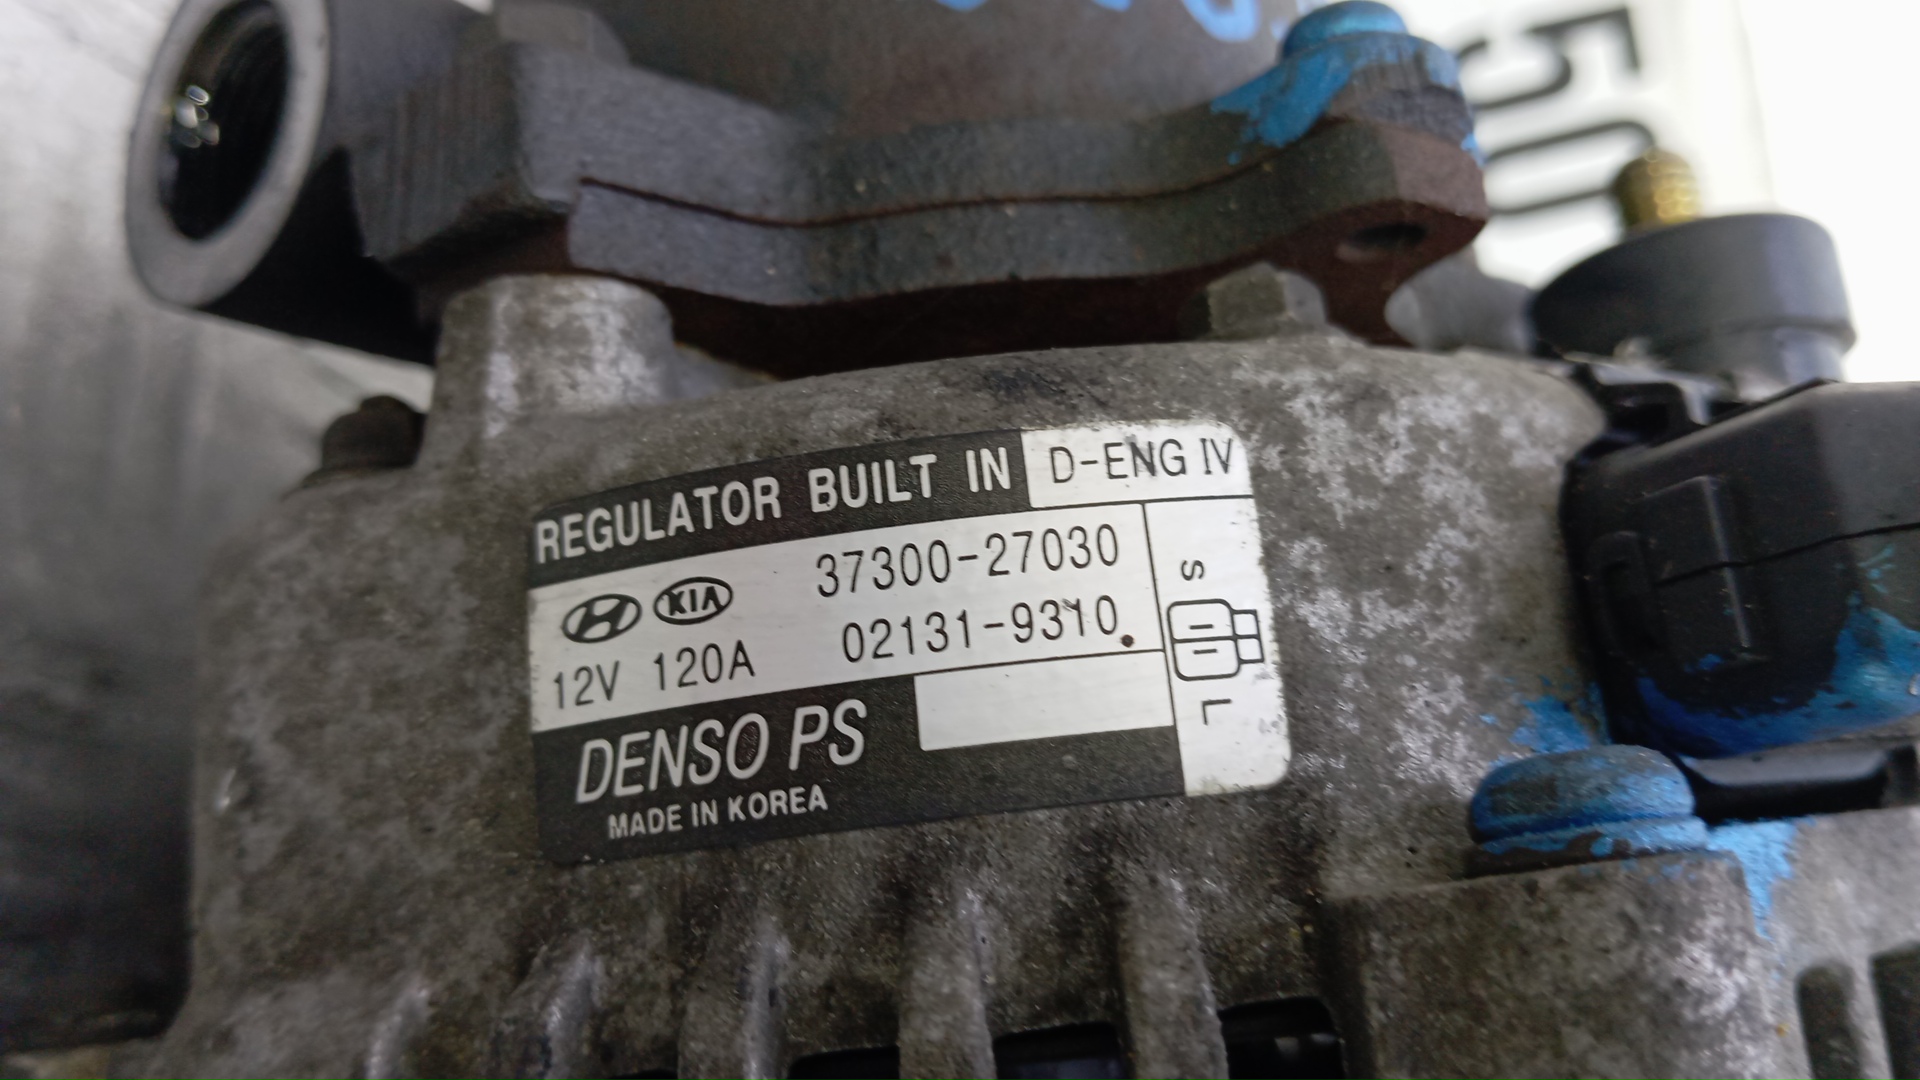 REGULATOR BUILT IN D-ENG IV
KIA 37300-27030
12V 120A 02131-9310
S
L
DENSO PS
MADE IN KOREA